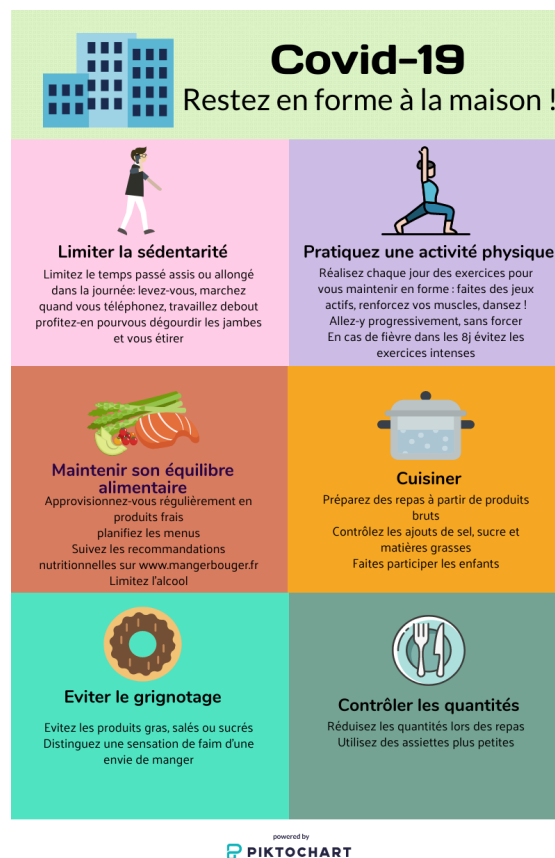 Covid-19
Restez en forme à la maison !
Limiter la sédentarité
Limitez le temps passé assis ou allongé
dans la journée: levez-vous, marchez
quand vous téléphonez, travaillez debout
profitez-en pourvous dégourdir les jambes
et vous étirer
Pratiquez une activité physique
Réalisez chaque jour des exercices pour
vous maintenir en forme : faites des jeux
actifs, renforcez vos muscles, dansez !
Allez-y progressivement, sans forcer
En cas de fièvre dans les 8j évitez les
exercices intenses
Maintenir son équilibre
alimentaire
Approvisionnez-vous régulièrement en
produits frais
planifiez les menus
Suivez les recommandations
nutritionnelles sur www.mangerbouger.fr
Limitez l'alcool
Cuisiner
Préparez des repas à partir de produits
bruts
Contrôlez les ajouts de sel, sucre et
matières grasses
Faites participer les enfants
Eviter le grignotage
Evitez les produits gras, salés ou sucrés
Distinguez une sensation de faim d'une
envie de manger
Contrôler les quantités
Réduisez les quantités lors des repas
Utilisez des assiettes plus petites
powered by
PIKTOCHART